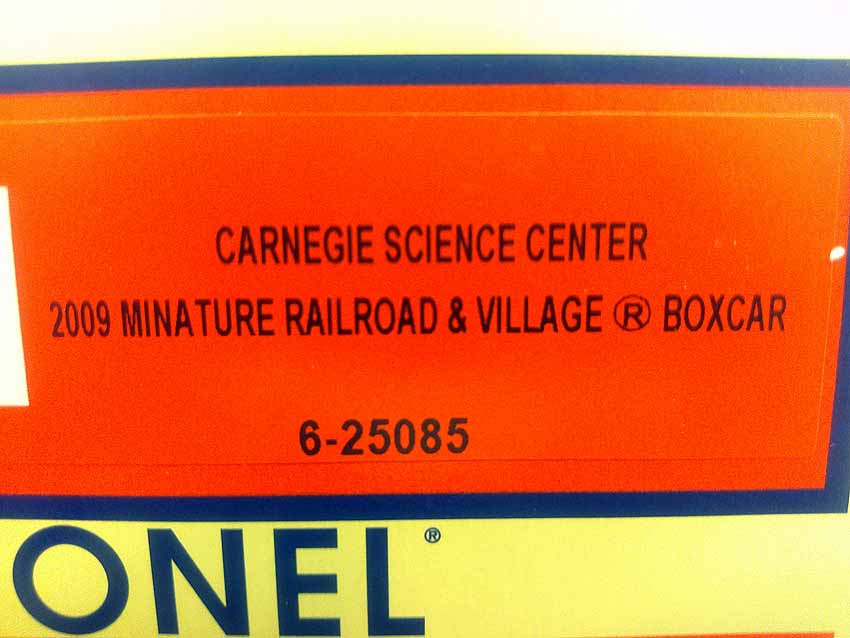 CARNEGIE SCIENCE CENTER
2009 MINATURE RAILROAD & VILLAGE ® BOXCAR
6-25085
ONEL®